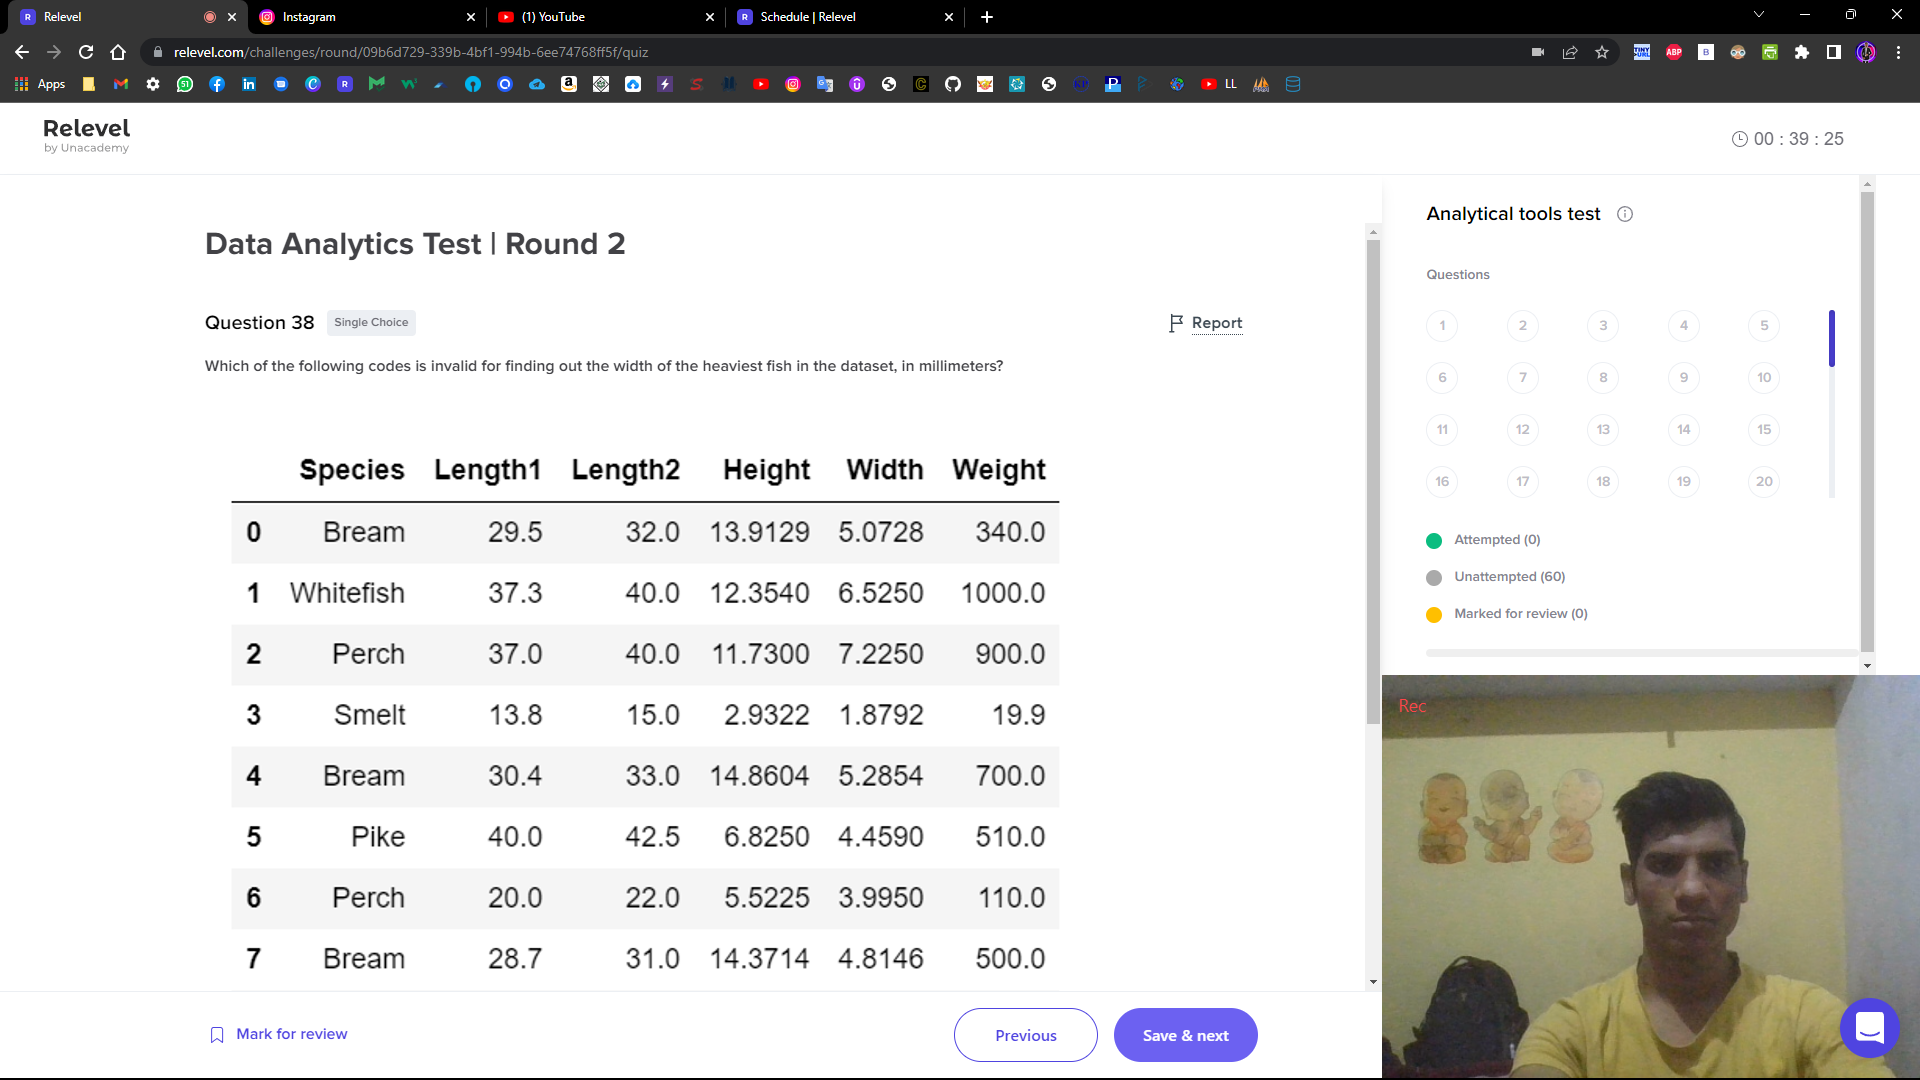 Relevel
Instagram
(1) YouTube
Schedule | Relevel
relevel.com/challenges/round/09b6d729-339b-4bf1-994b-6ee74768ff5f/quiz
Apps
LL
Relevel
by Unacademy
00 : 39 : 25
Data Analytics Test | Round 2
Question 38 Single Choice
Report
Which of the following codes is invalid for finding out the width of the heaviest fish in the dataset, in millimeters?
Species Length1 Length2 Height Width Weight
0 Bream 29.5 32.0 13.9129 5.0728 340.0
1 Whitefish 37.3 40.0 12.3540 6.5250 1000.0
2 Perch 37.0 40.0 11.7300 7.2250 900.0
3 Smelt 13.8 15.0 2.9322 1.8792 19.9
4 Bream 30.4 33.0 14.8604 5.2854 700.0
5 Pike 40.0 42.5 6.8250 4.4590 510.0
6 Perch 20.0 22.0 5.5225 3.9950 110.0
7 Bream 28.7 31.0 14.3714 4.8146 500.0
Mark for review
Previous
Save & next
Analytical tools test
Questions
1 2 3 4 5
6 7 8 9 10
11 12 13 14 15
16 17 18 19 20
Attempted (0)
Unattempted (60)
Marked for review (0)
Rec